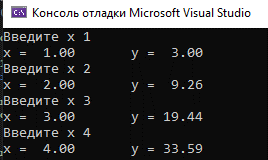 Консоль отладки Microsoft Visual Studio
Введите x 1
x =  1.00        y =  3.00
Введите x 2
x =  2.00        y =  9.26
Введите x 3
x =  3.00        y = 19.44
Введите x 4
x =  4.00        y = 33.59